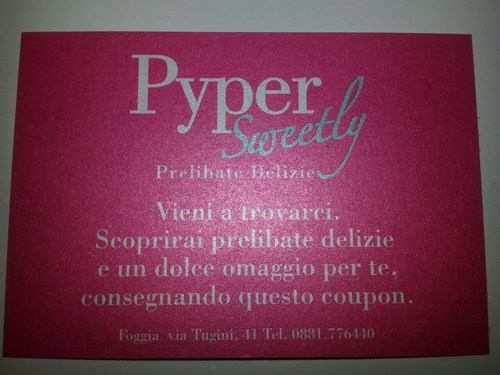 Pyper
Sweetly
Prelibate Delizie
Vieni a trovarci.
Scoprirai prelibate delizie
e un dolce omaggio per te,
consegnando questo coupon.
Foggia via Tugini, 41 Tel. 0881.776440